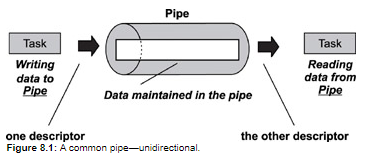 Pipe
Task
Task
Writing
data to
Pipe
Data maintained in the pipe
Reading
data from
Pipe
one descriptor
the other descriptor
Figure 8.1: A common pipe—unidirectional.